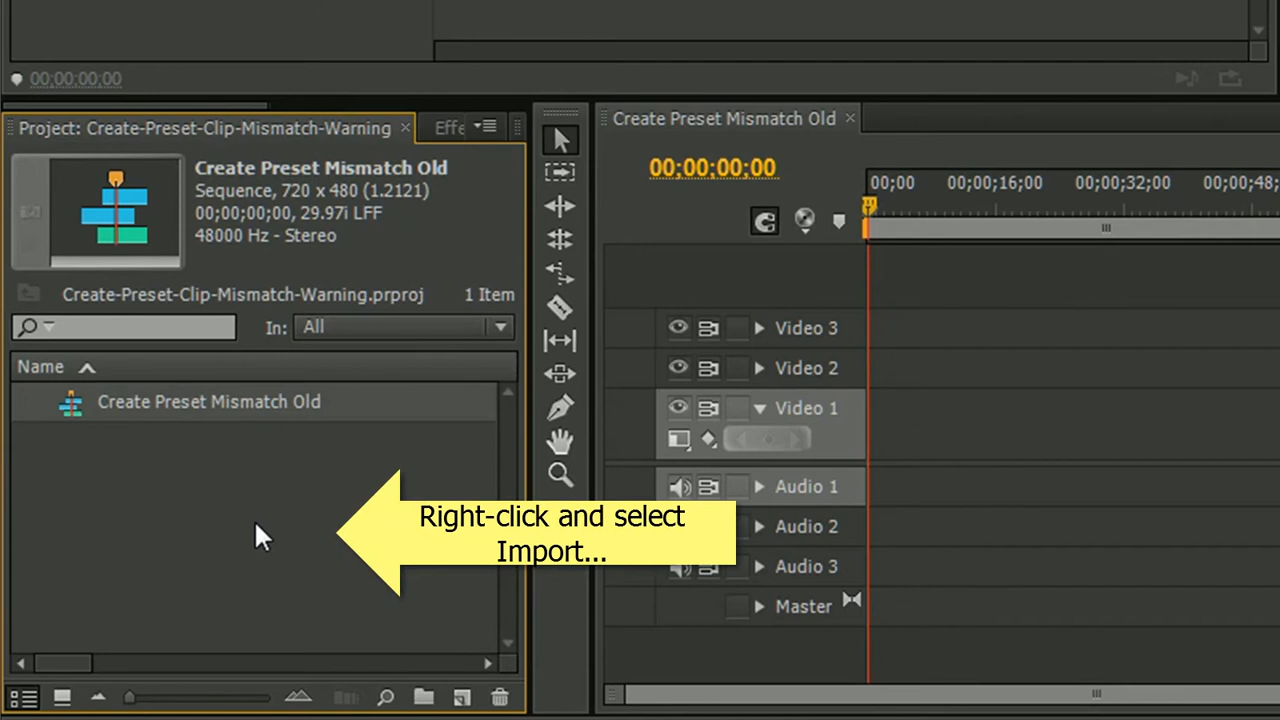 00;00;00;00
Project: Create-Preset-Clip-Mismatch-Warning ×
Effe
Create Preset Mismatch Old
Sequence, 720 x 480 (1.2121)
00;00;00;00, 29.97i LFF
48000 Hz - Stereo
Create-Preset-Clip-Mismatch-Warning.prproj 1 Item
In: All
Name
Create Preset Mismatch Old
Right-click and select
Import...
Create Preset Mismatch Old ×
00;00;00;00
00;00 00;00;16;00 00;00;32;00 00;00;48;
Video 3
Video 2
Video 1
Audio 1
Audio 2
Audio 3
Master